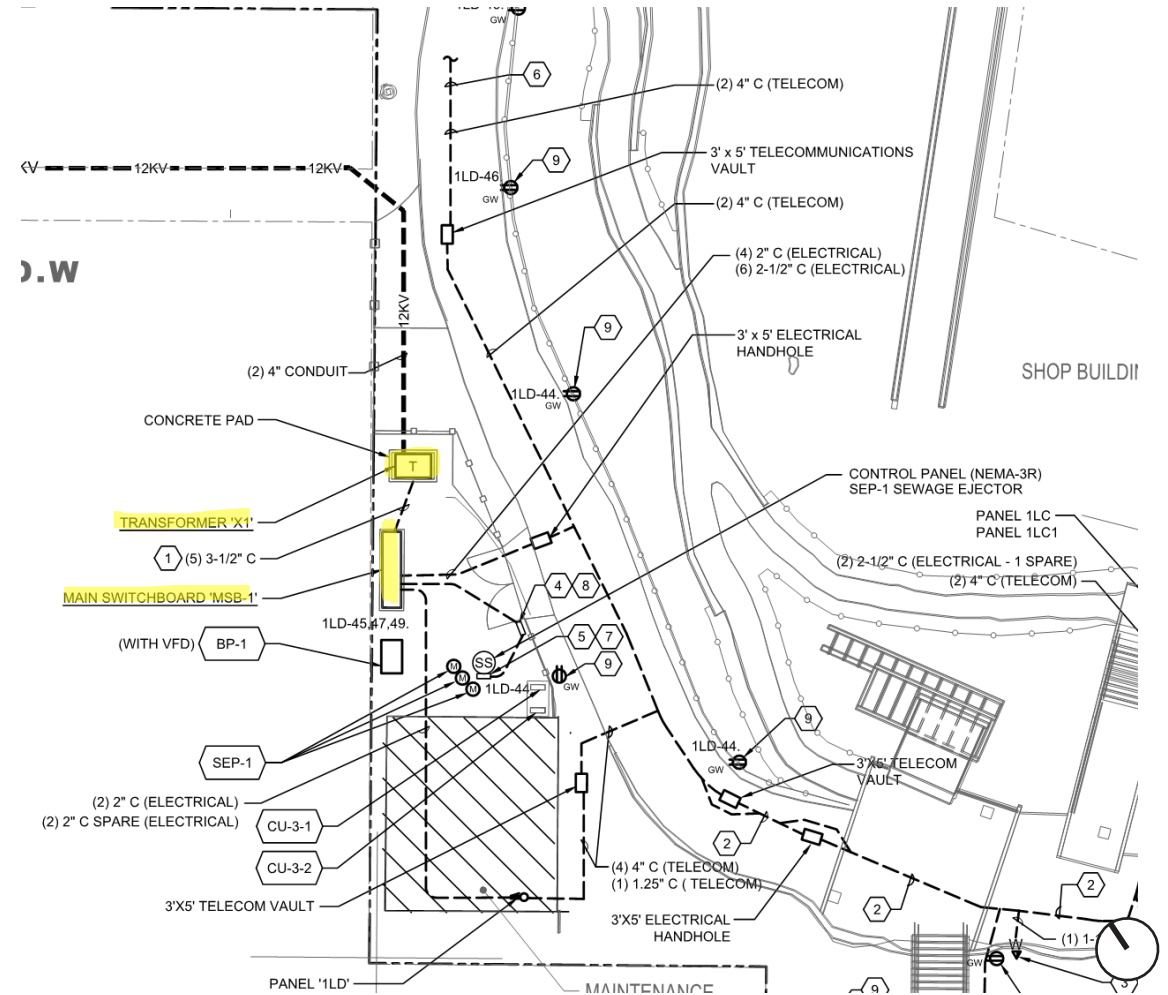 GW
6
(2) 4" C (TELECOM)
12KV
12KV
9
1LD-46.
GW
3' x 5' TELECOMMUNICATIONS
VAULT
(2) 4" C (TELECOM)
(4) 2" C (ELECTRICAL)
(6) 2-1/2" C (ELECTRICAL)
o.w
12KV
9
3' x 5' ELECTRICAL
HANDHOLE
(2) 4" CONDUIT
SHOP
1LD-44.
GW
CONCRETE PAD
T
CONTROL PANEL (NEMA-3R)
SEP-1 SEWAGE EJECTOR
TRANSFORMER 'X1'
PANEL 1LC
PANEL 1LC1
1
(5) 3-1/2" C
(2) 2-1/2" C (ELECTRICAL - 1 SPARE)
(2) 4" C (TELECOM)
MAIN SWITCHBOARD 'MSB-1'
4
8
1LD-45,47,49.
(WITH VFD)
BP-1
5
7
SS
9
M
M
M
1LD-44
GW
SEP-1
9
1LD-44.
GW
3'X5' TELECOM
VAULT
(2) 2" C (ELECTRICAL)
(2) 2" C SPARE (ELECTRICAL)
CU-3-1
2
CU-3-2
(4) 4" C (TELECOM)
(1) 1.25" C ( TELECOM)
2
2
3'X5' TELECOM VAULT
3'X5' ELECTRICAL
HANDHOLE
(1) 1-
W
GW
PANEL '1LD'
MAINTENANCE
9
3